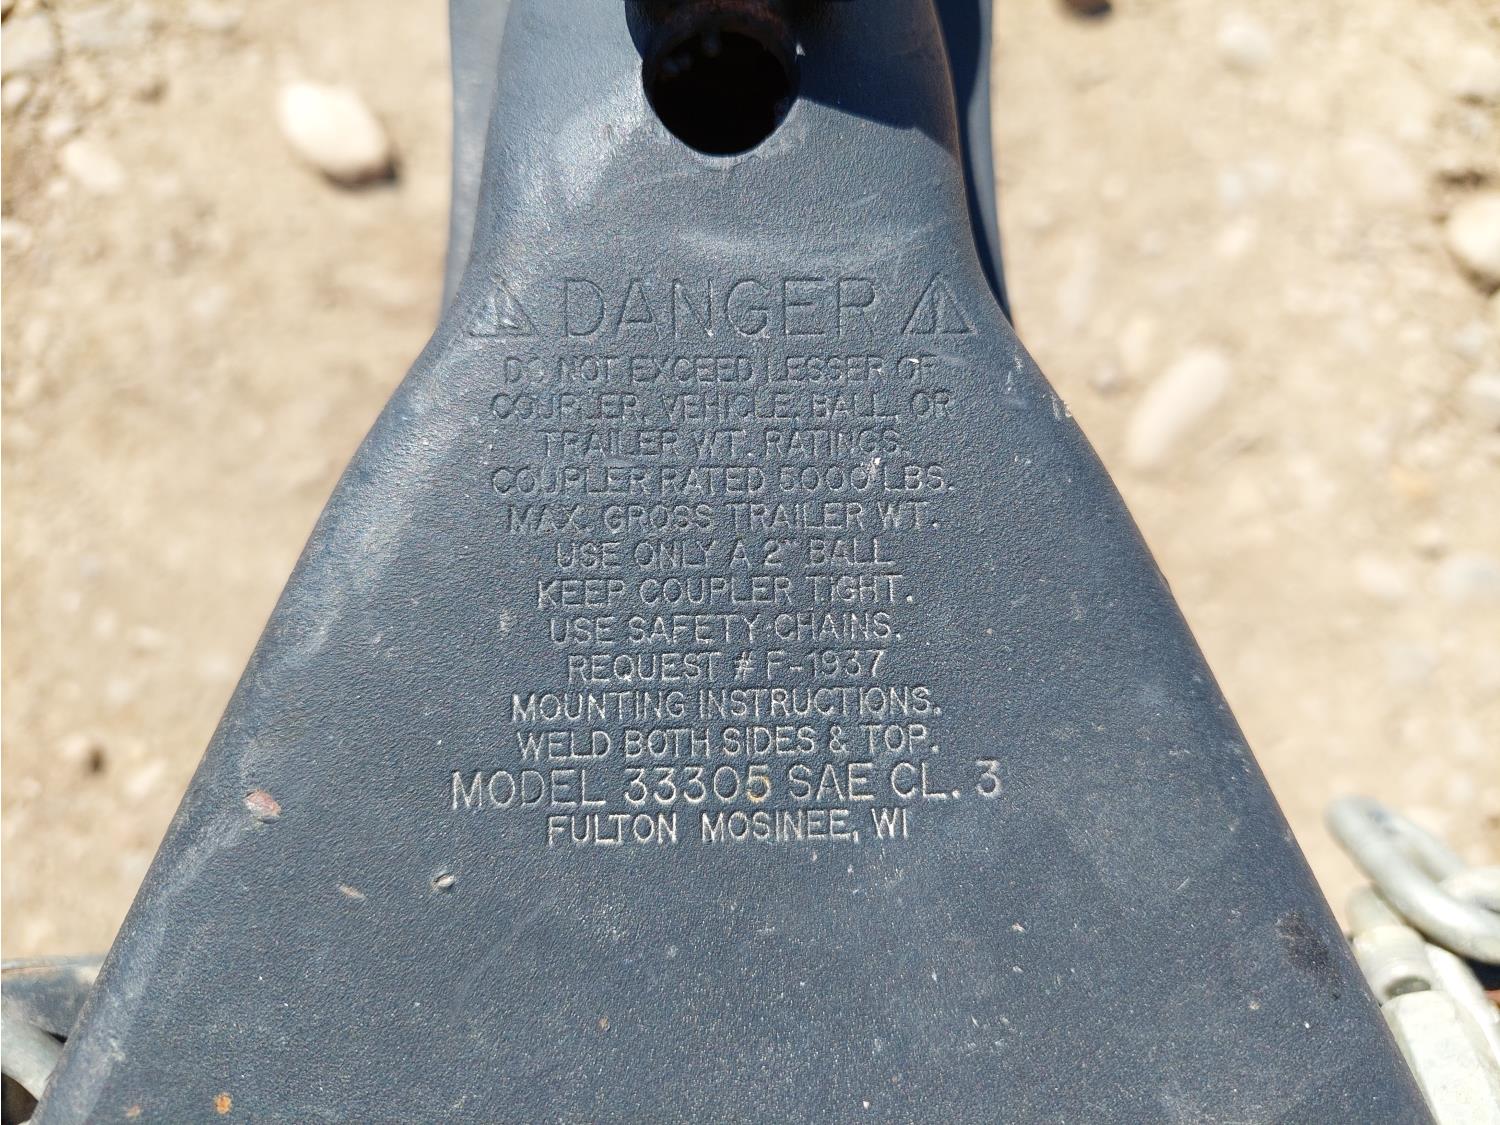 DANGER
DO NOT EXCEED LESSER OF
COUPLER, VEHICLE, BALL, OR
TRAILER WT. RATINGS.
COUPLER RATED 5000 LBS.
MAX. GROSS TRAILER WT.
USE ONLY A 2" BALL
KEEP COUPLER TIGHT.
USE SAFETY CHAINS.
REQUEST # F-1937
MOUNTING INSTRUCTIONS.
WELD BOTH SIDES & TOP.
MODEL 33305 SAE CL. 3
FULTON MOSINEE, WI